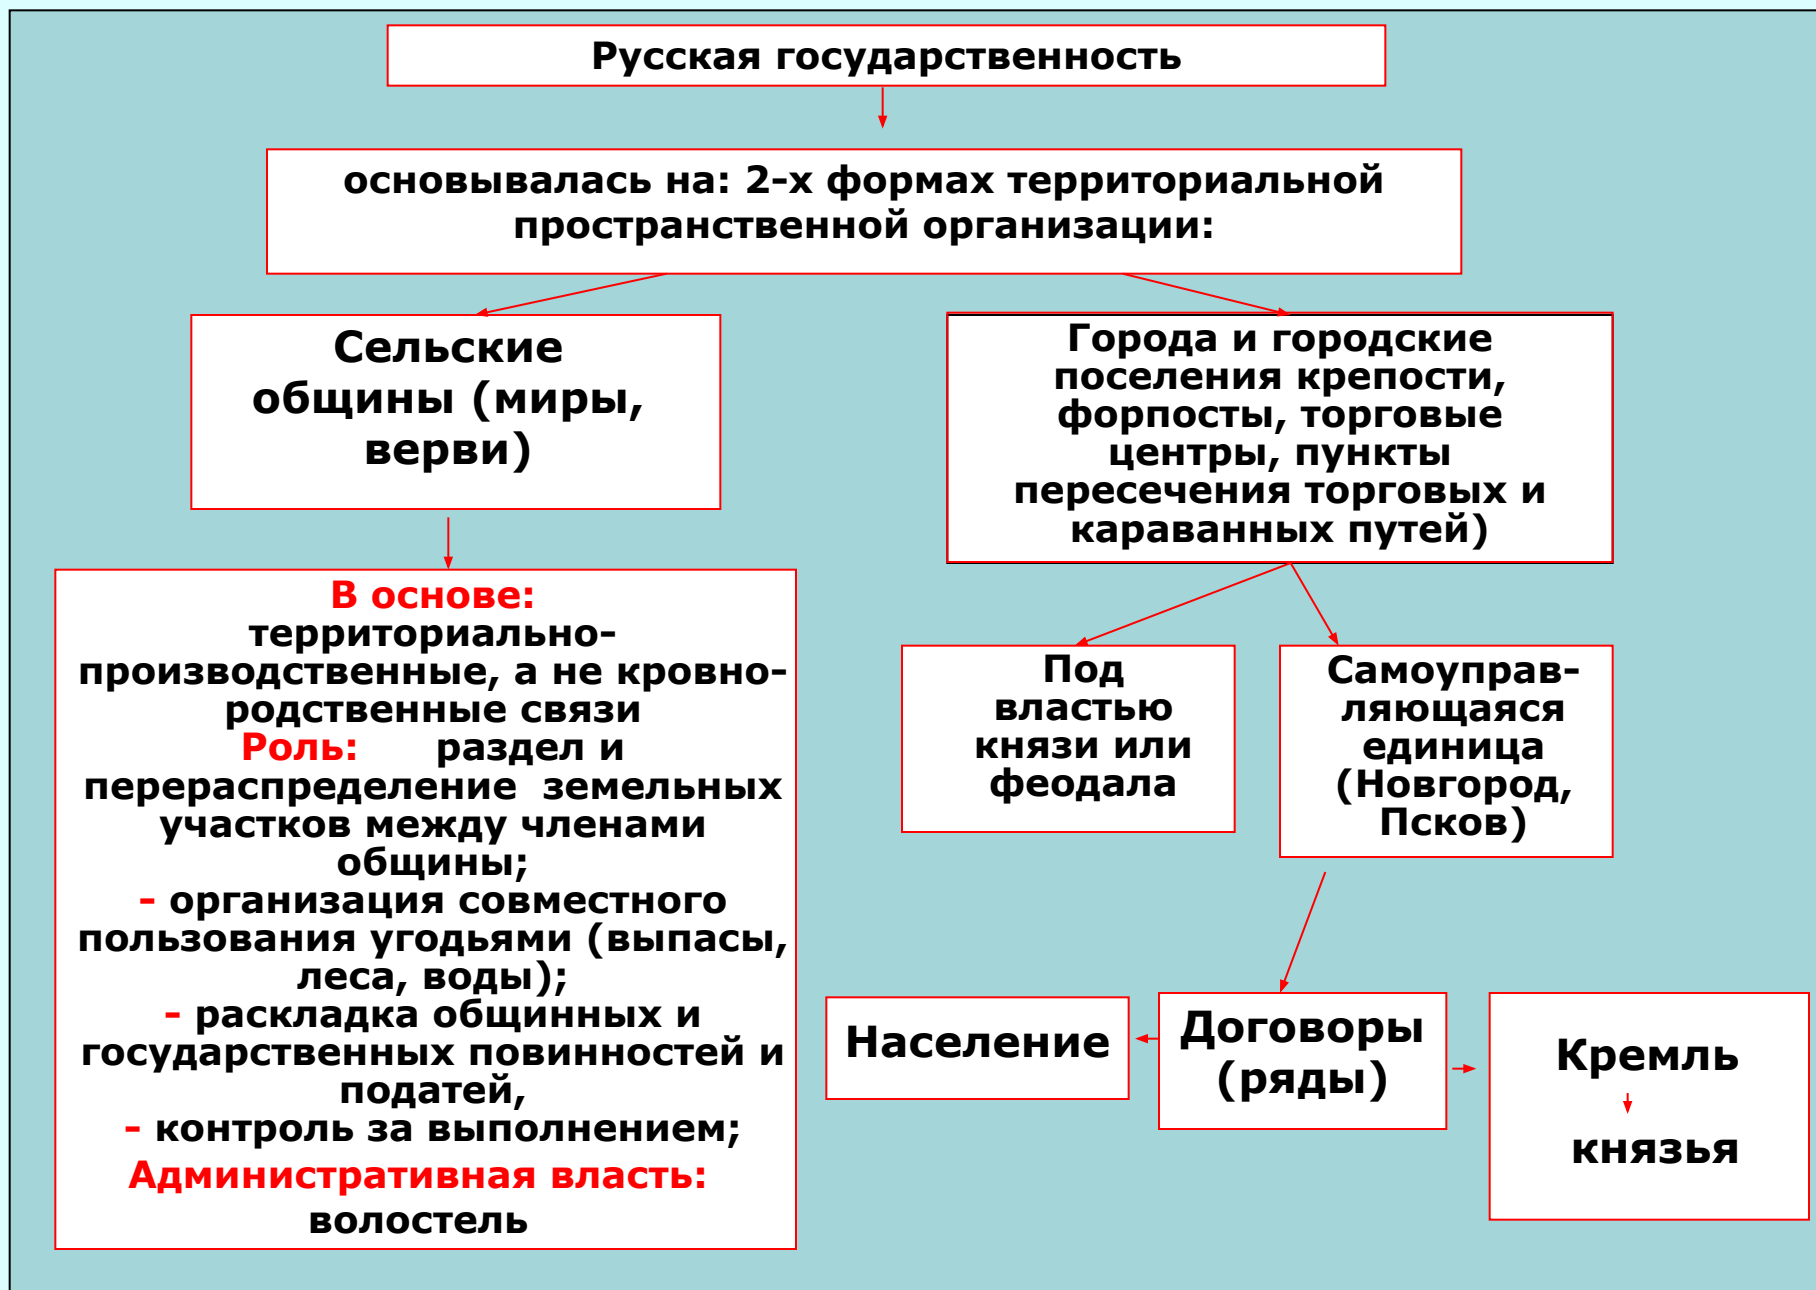 Русская государственность
основывалась на: 2-х формах территориальной
пространственной организации:
Сельские
общины (миры,
верви)
Города и городские
поселения крепости,
форпосты, торговые
центры, пункты
пересечения торговых и
караванных путей)
В основе:
территориально-
производственные, а не кровно-
родственные связи
Роль: раздел и
перераспределение земельных
участков между членами
общины;
- организация совместного
пользования угодьями (выпасы,
леса, воды);
- раскладка общинных и
государственных повинностей и
податей,
- контроль за выполнением;
Административная власть:
волостель
Под
властью
князи или
феодала
Самоуправ-
ляющаяся
единица
(Новгород,
Псков)
Население
Договоры
(ряды)
Кремль
князья